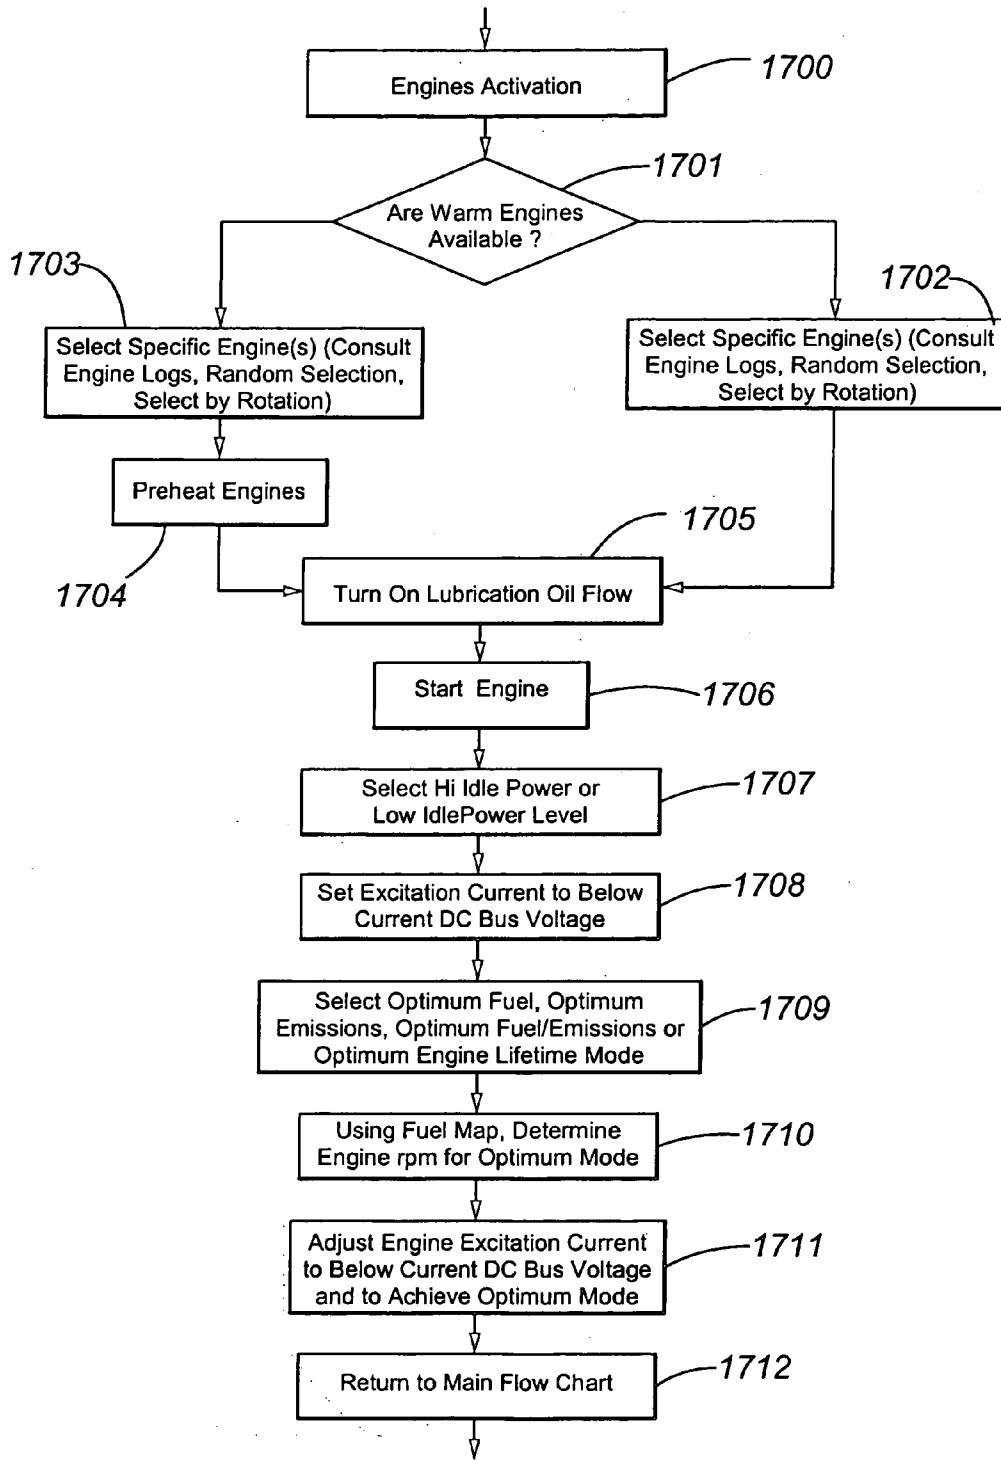 Engines Activation
1700
Are Warm Engines
Available ?
1701
1703
Select Specific Engine(s) (Consult
Engine Logs, Random Selection,
Select by Rotation)
1702
Select Specific Engine(s) (Consult
Engine Logs, Random Selection,
Select by Rotation)
Preheat Engines
1704
1705
Turn On Lubrication Oil Flow
Start Engine
1706
Select Hi Idle Power or
Low IdlePower Level
1707
Set Excitation Current to Below
Current DC Bus Voltage
1708
Select Optimum Fuel, Optimum
Emissions, Optimum Fuel/Emissions or
Optimum Engine Lifetime Mode
1709
Using Fuel Map, Determine
Engine rpm for Optimum Mode
1710
Adjust Engine Excitation Current
to Below Current DC Bus Voltage
and to Achieve Optimum Mode
1711
Return to Main Flow Chart
1712